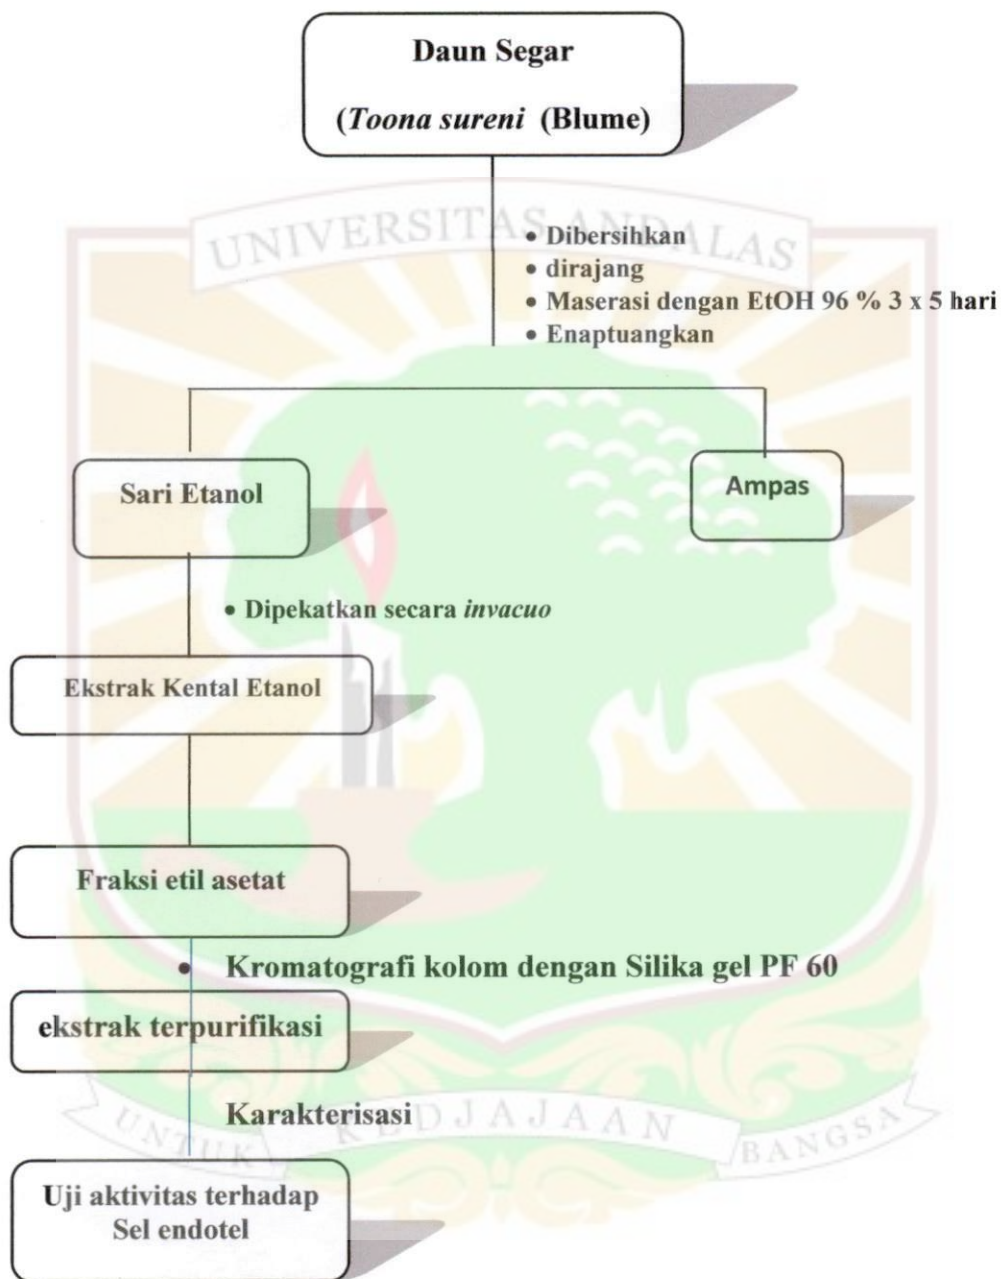 Daun Segar
(Toona sureni (Blume)
UNIVERSITAS ANDALAS
• Dibersihkan
• dirajang
• Maserasi dengan EtOH 96 % 3 x 5 hari
• Enaptuangkan
Sari Etanol
Ampas
• Dipekatkan secara invacuo
Ekstrak Kental Etanol
Fraksi etil asetat
• Kromatografi kolom dengan Silika gel PF 60
ekstrak terpurifikasi
Karakterisasi
UNTUK KEDJAJAAN BANGSA
Uji aktivitas terhadap
Sel endotel